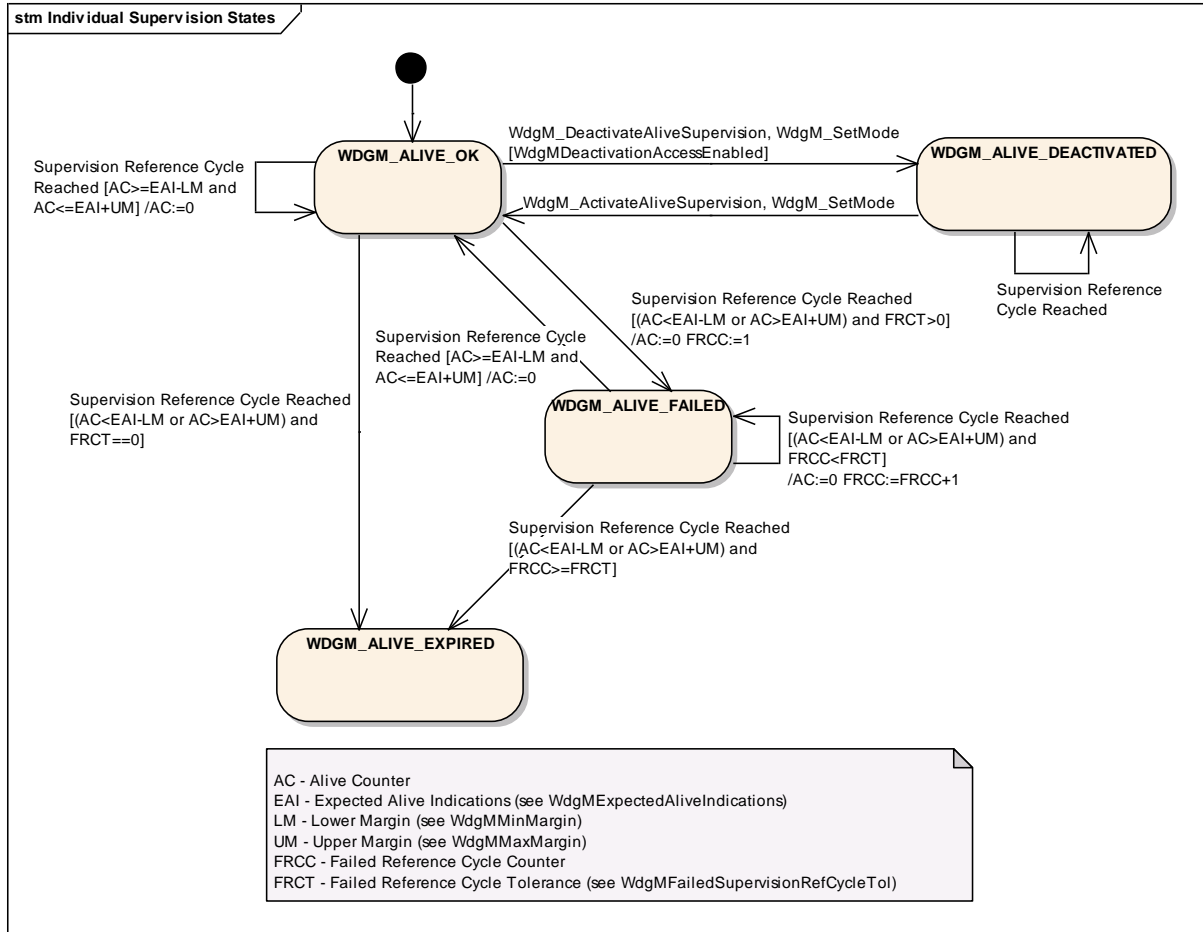 stm Individual Supervision States
WDGM_ALIVE_OK
Supervision Reference Cycle
Reached [AC>=EAI-LM and
AC<=EAI+UM] /AC:=0
WdgM_DeactivateAliveSupervision, WdgM_SetMode
[WdgMDeactivationAccessEnabled]
WDGM_ALIVE_DEACTIVATED
WdgM_ActivateAliveSupervision, WdgM_SetMode
Supervision Reference
Cycle Reached
Supervision Reference Cycle Reached
[(AC<EAI-LM or AC>EAI+UM) and FRCT>0]
/AC:=0 FRCC:=1
Supervision Reference Cycle
Reached [AC>=EAI-LM and
AC<=EAI+UM] /AC:=0
Supervision Reference Cycle Reached
[(AC<EAI-LM or AC>EAI+UM) and
FRCT==0]
WDGM_ALIVE_FAILED
Supervision Reference Cycle Reached
[(AC<EAI-LM or AC>EAI+UM) and
FRCC<FRCT]
/AC:=0 FRCC:=FRCC+1
Supervision Reference Cycle Reached
[(AC<EAI-LM or AC>EAI+UM) and
FRCC>=FRCT]
WDGM_ALIVE_EXPIRED
AC - Alive Counter
EAI - Expected Alive Indications (see WdgMExpectedAliveIndications)
LM - Lower Margin (see WdgMMinMargin)
UM - Upper Margin (see WdgMMaxMargin)
FRCC - Failed Reference Cycle Counter
FRCT - Failed Reference Cycle Tolerance (see WdgMFailedSupervisionRefCycleTol)